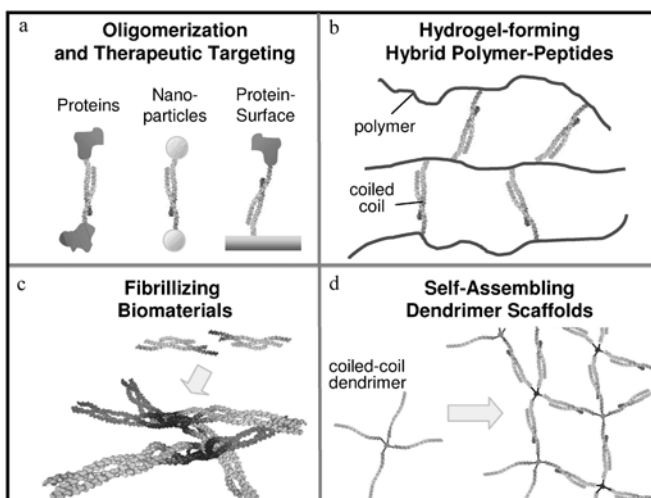 a
Oligomerization
and Therapeutic Targeting
Proteins
Nano-
particles
Protein-
Surface
b
Hydrogel-forming
Hybrid Polymer-Peptides
polymer
coiled
coil
c
Fibrillizing
Biomaterials
d
Self-Assembling
Dendrimer Scaffolds
coiled-coil
dendrimer